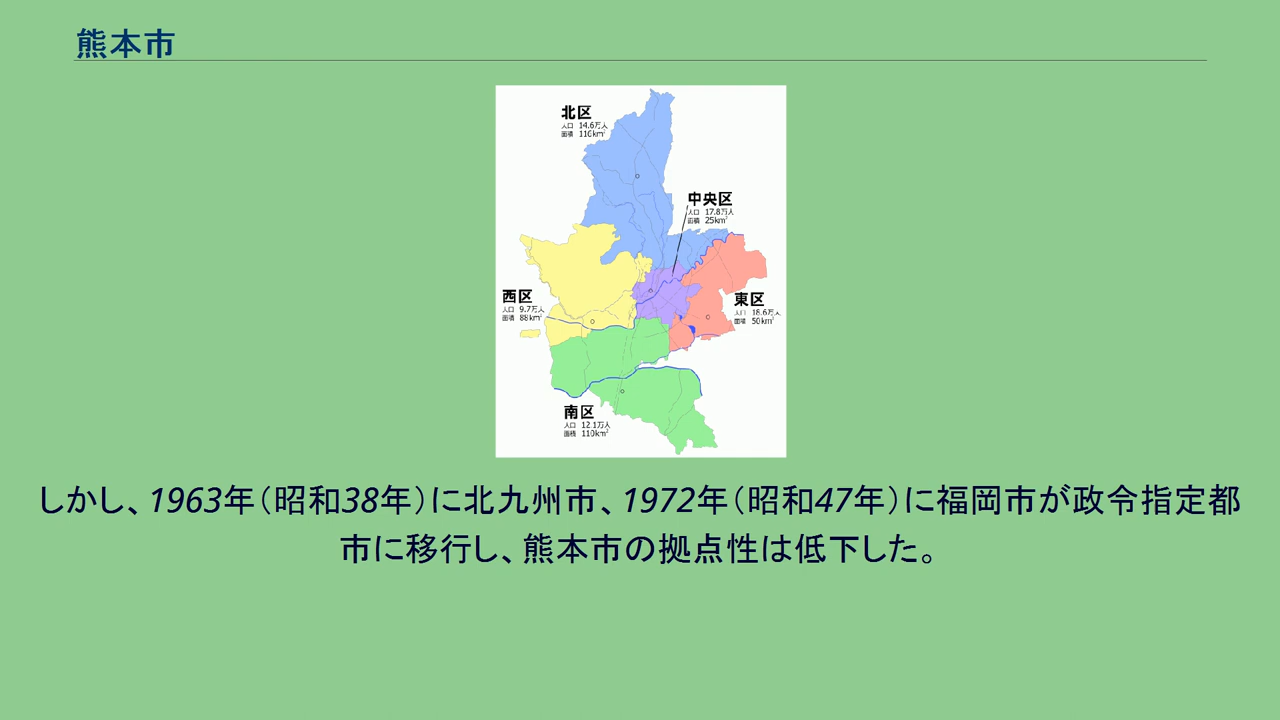 熊本市
北区
人口 14.6万人
面積 116km²
中央区
人口 17.8万人
面積 25km²
西区
人口 9.7万人
面積 88km²
東区
人口 18.6万人
面積 50km²
南区
人口 12.1万人
面積 110km²
しかし、1963年（昭和38年）に北九州市、1972年（昭和47年）に福岡市が政令指定都
市に移行し、熊本市の拠点性は低下した。